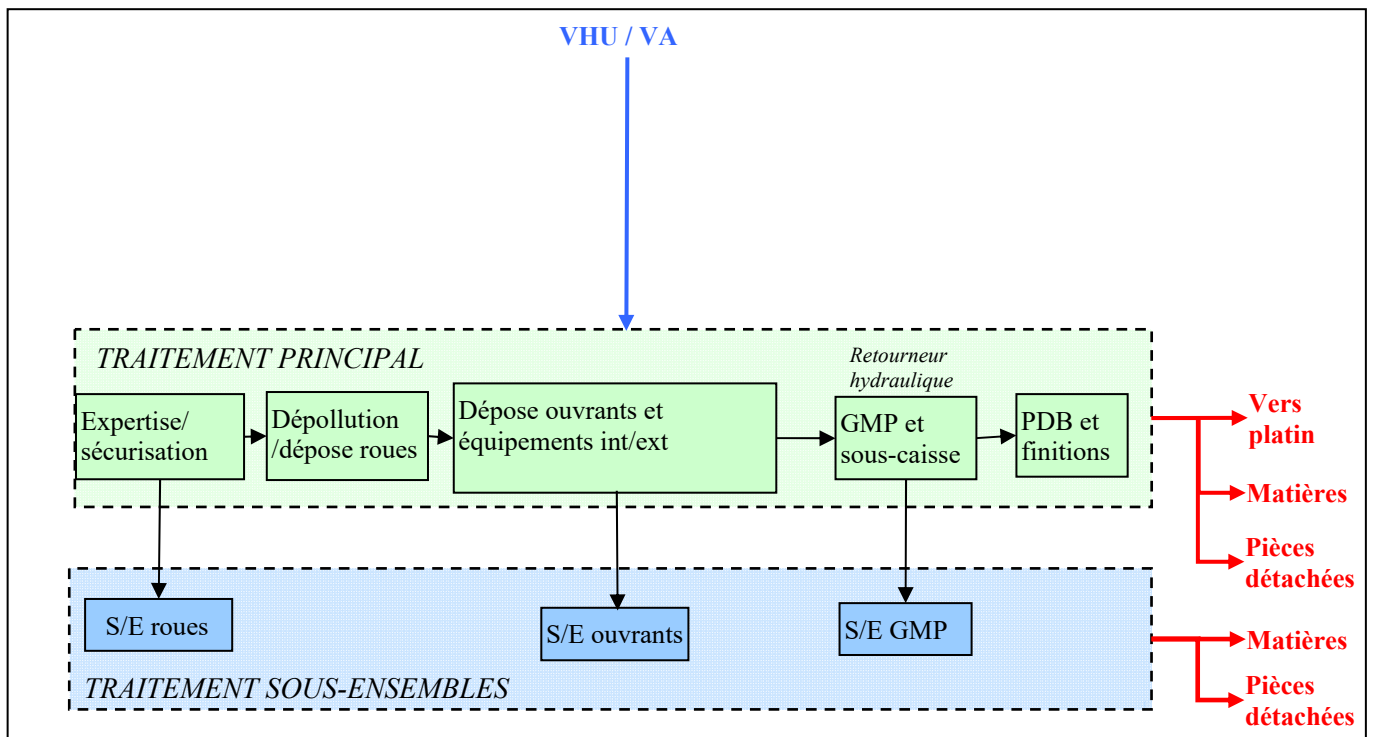 VHU / VA
TRAITEMENT PRINCIPAL
Retourneur
hydraulique
Expertise/
sécurisation
Dépollution
/dépose roues
Dépose ouvrants et
équipements int/ext
GMP et
sous-caisse
PDB et
finitions
Vers
platin
Matières
Pièces
détachées
S/E roues
S/E ouvrants
S/E GMP
TRAITEMENT SOUS-ENSEMBLES
Matières
Pièces
détachées